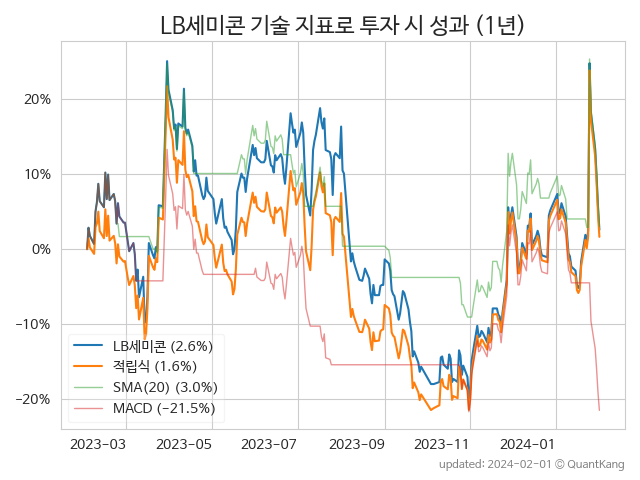 LB세미콘 기술 지표로 투자 시 성과 (1년)
20%
10%
0%
−10%
−20%
LB세미콘 (2.6%)
적립식 (1.6%)
SMA(20) (3.0%)
MACD (−21.5%)
2023-03
2023-05
2023-07
2023-09
2023-11
2024-01
updated: 2024-02-01 © QuantKang